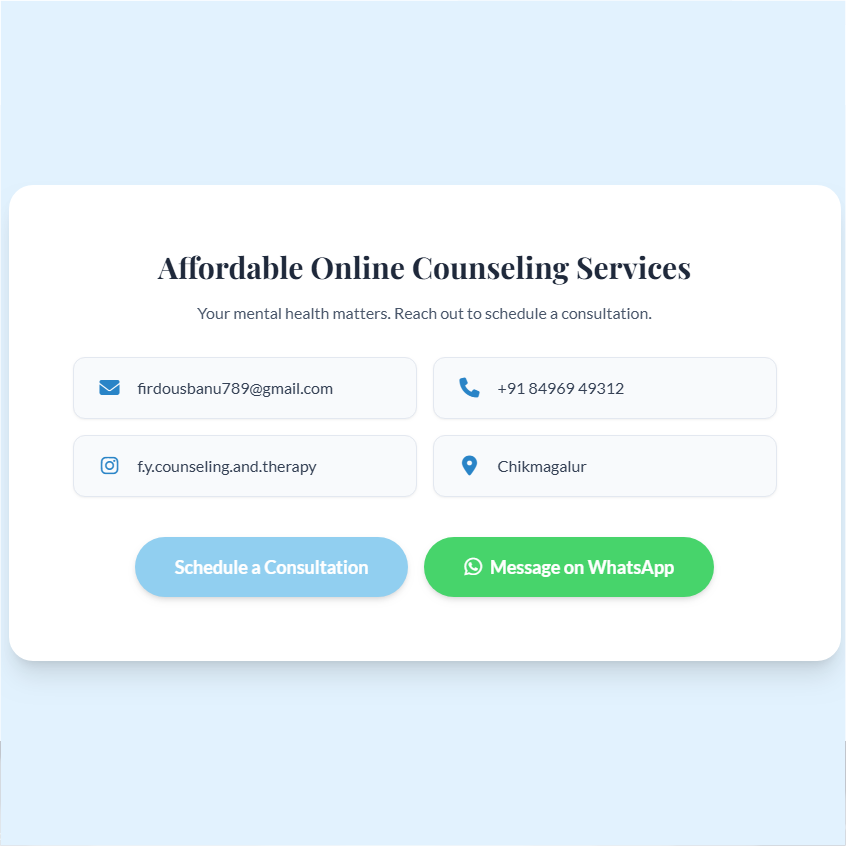 Affordable Online Counseling Services
Your mental health matters. Reach out to schedule a consultation.
firdousbanu789@gmail.com
+91 84969 49312
f.y.counseling.and.therapy
Chikmagalur
Schedule a Consultation
Message on WhatsApp